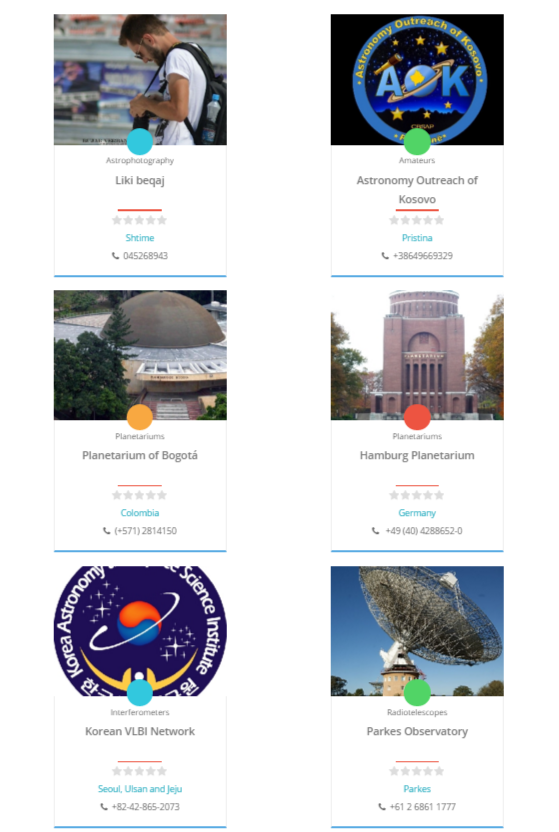 Astrophotography
Liki beqaj
Shtime
045268943
Astronomy Outreach of Kosovo
AOK
Amateurs
Astronomy Outreach of
Kosovo
Pristina
+38649669329
Planetariums
Planetarium of Bogotá
Colombia
(+571) 2814150
PLANETARIUM
Planetariums
Hamburg Planetarium
Germany
+49 (40) 4288652-0
Korea Astronomy
Science Institute
Interferometers
Korean VLBI Network
Seoul, Ulsan and Jeju
+82-42-865-2073
Radiotelescopes
Parkes Observatory
Parkes
+61 2 6861 1777